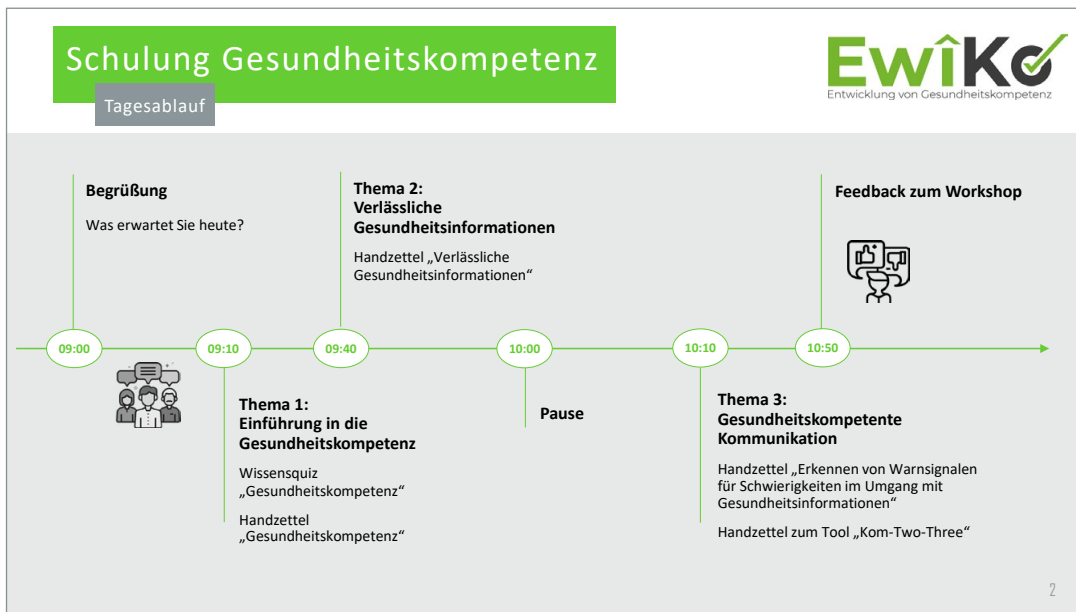 Schulung Gesundheitskompetenz
Tagesablauf
EwîKo
Entwicklung von Gesundheitskompetenz
Begrüßung
Was erwartet Sie heute?
Thema 2:
Verlässliche
Gesundheitsinformationen
Handzettel „Verlässliche
Gesundheitsinformationen“
Feedback zum Workshop
09:00
09:10
09:40
10:00
10:10
10:50
Thema 1:
Einführung in die
Gesundheitskompetenz
Wissensquiz
„Gesundheitskompetenz“
Handzettel
„Gesundheitskompetenz“
Pause
Thema 3:
Gesundheitskompetente
Kommunikation
Handzettel „Erkennen von Warnsignalen
für Schwierigkeiten im Umgang mit
Gesundheitsinformationen“
Handzettel zum Tool „Kom-Two-Three“
2